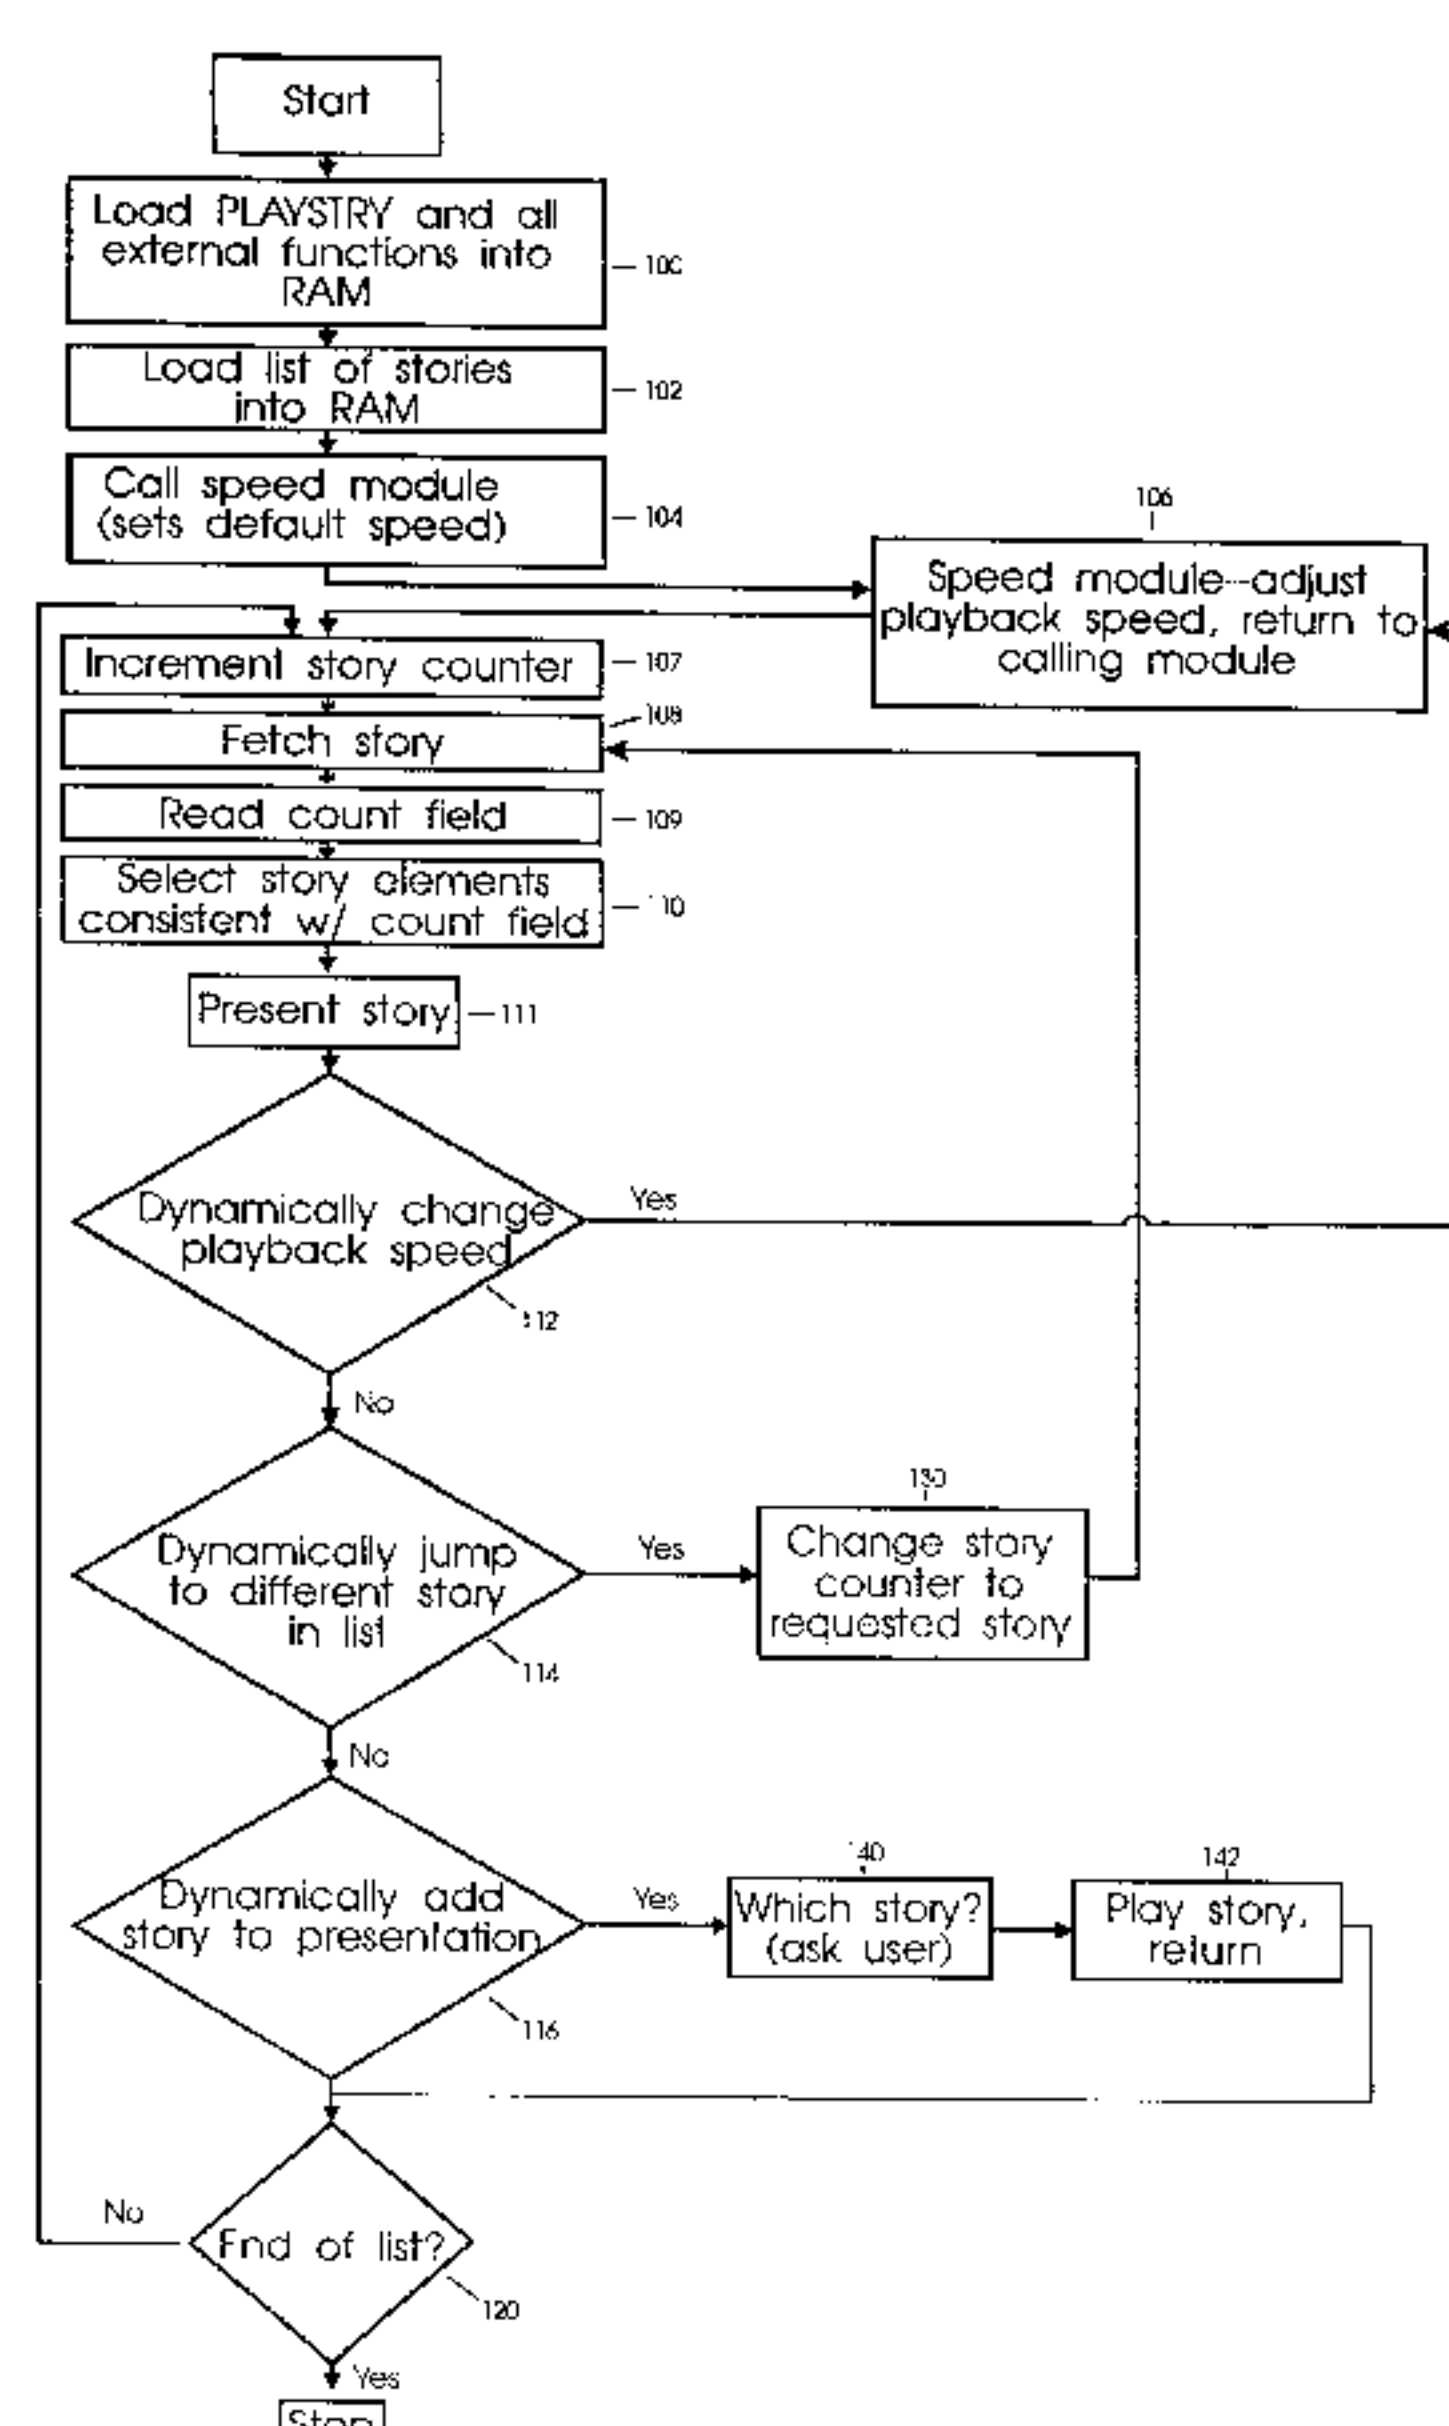 Start
Load PLAYSTRY and all
external functions into
RAM
100
Load list of stories
into RAM
102
Call speed module
(sets default speed)
104
106
Speed module--adjust
playback speed, return to
calling module
Increment story counter
107
Fetch story
108
Read count field
109
Select story elements
consistent w/ count field
110
Present story
111
Dynamically change
playback speed
Yes
112
No
Dynamically jump
to different story
in list
Yes
114
130
Change story
counter to
requested story
No
Dynamically add
story to presentation
Yes
116
140
Which story?
(ask user)
142
Play story,
return
No
End of list?
120
Yes
Stop